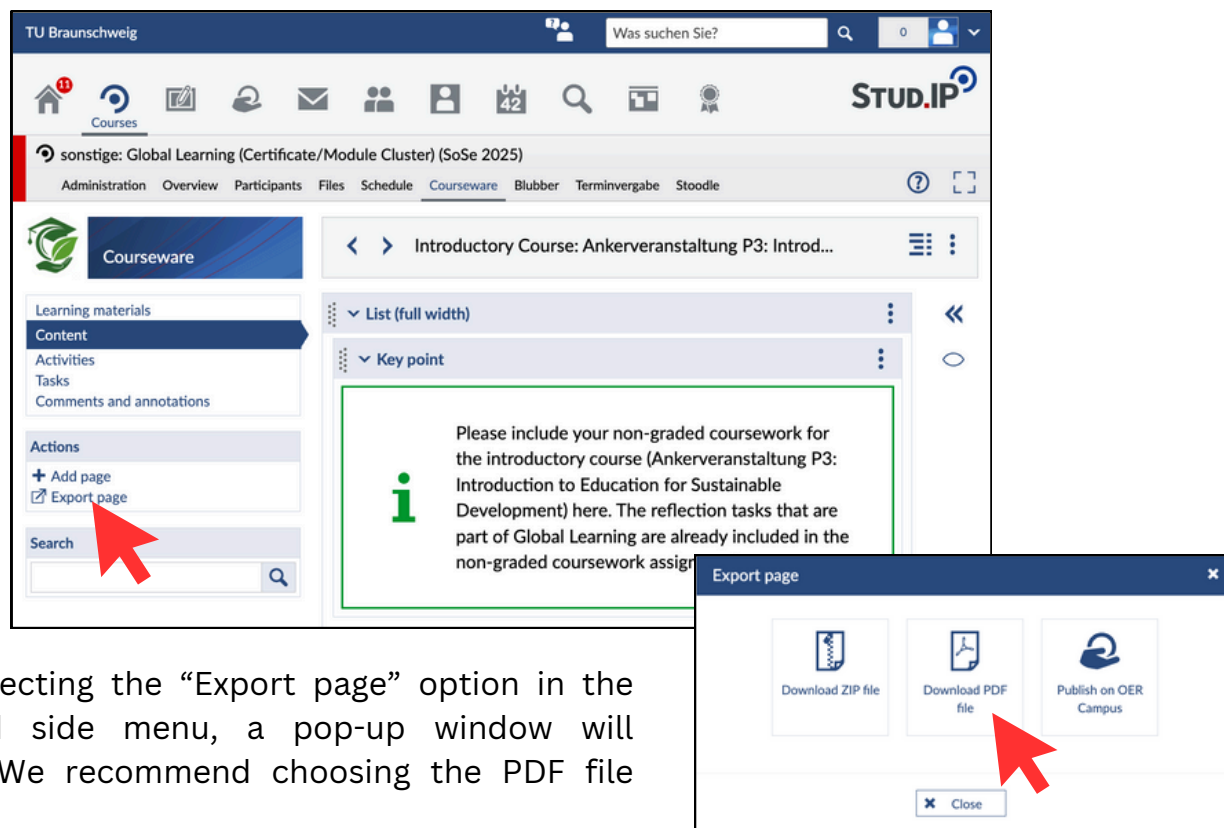 TU Braunschweig
?
Was suchen Sie?
0
11
42
Courses
STUD.IP
sonstige: Global Learning (Certificate/Module Cluster) (SoSe 2025)
Administration Overview Participants Files Schedule Courseware Blubber Terminvergabe Stoodle
?
Courseware
Introductory Course: Ankerveranstaltung P3: Introd...
Learning materials
Content
Activities
Tasks
Comments and annotations
Actions
Add page
Export page
Search
List (full width)
Key point
i
Please include your non-graded coursework for
the introductory course (Ankerveranstaltung P3:
Introduction to Education for Sustainable
Development) here. The reflection tasks that are
part of Global Learning are already included in the
non-graded coursework assign
Export page
Download ZIP file
Download PDF
file
Publish on OER
Campus
Close
ecting the “Export page” option in the
side menu, a pop-up window will
We recommend choosing the PDF file